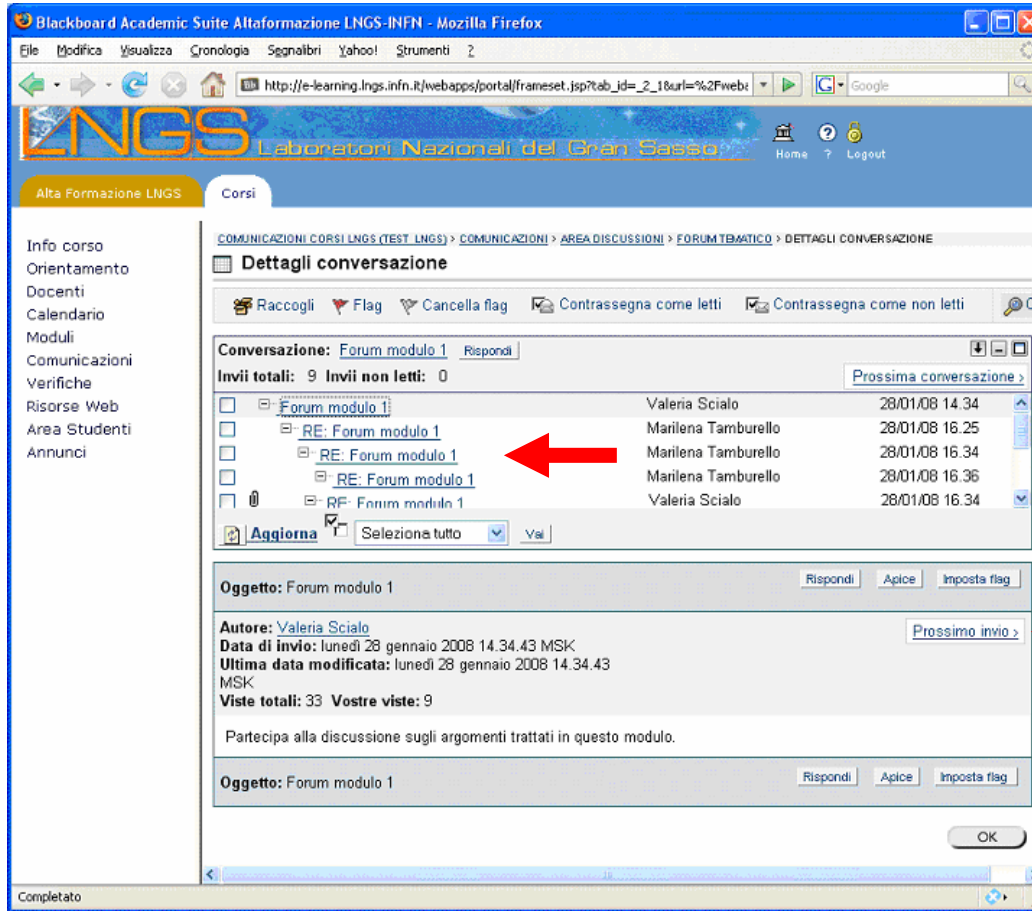 Blackboard Academic Suite Altaformazione LNGS-INFN - Mozilla Firefox
File Modifica Visualizza Cronologia Segnalibri Yahoo! Strumenti ?
http://e-learning.lngs.infn.it/webapps/portal/frameset.jsp?tab_id=_2_1&url=%2Fweba G Google
LNGS Laboratori Nazionali del Gran Sasso
Home ? Logout
Alta Formazione LNGS Corsi
Info corso
Orientamento
Docenti
Calendario
Moduli
Comunicazioni
Verifiche
Risorse Web
Area Studenti
Annunci
COMUNICAZIONI CORSI LNGS (TEST_LNGS) > COMUNICAZIONI > AREA DISCUSSIONI > FORUM TEMATICO > DETTAGLI CONVERSAZIONE
Dettagli conversazione
Raccogli Flag Cancella flag Contrassegna come letti Contrassegna come non letti
Conversazione: Forum modulo 1 Rispondi
Invii totali: 9 Invii non letti: 0 Prossima conversazione >
Forum modulo 1 Valeria Scialo 28/01/08 14.34
RE: Forum modulo 1 Marilena Tamburello 28/01/08 16.25
RE: Forum modulo 1 Marilena Tamburello 28/01/08 16.34
RE: Forum modulo 1 Marilena Tamburello 28/01/08 16.36
RE: Forum modulo 1 Valeria Scialo 28/01/08 16.34
Aggiorna Seleziona tutto Vai
Oggetto: Forum modulo 1 Rispondi Apice Imposta flag
Autore: Valeria Scialo Prossimo invio >
Data di invio: lunedì 28 gennaio 2008 14.34.43 MSK
Ultima data modificata: lunedì 28 gennaio 2008 14.34.43
MSK
Viste totali: 33 Vostre viste: 9
Partecipa alla discussione sugli argomenti trattati in questo modulo.
Oggetto: Forum modulo 1 Rispondi Apice Imposta flag
OK
Completato